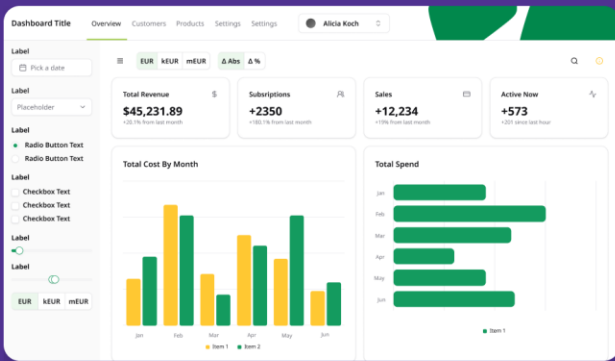 Dashboard Title
Overview Customers Products Settings Settings
Alicia Koch
Label
Pick a date
Label
Placeholder
Label
Radio Button Text
Radio Button Text
Label
Checkbox Text
Checkbox Text
Checkbox Text
Label
Label
EUR kEUR mEUR
EUR kEUR mEUR Δ Abs Δ %
Total Revenue $
$45,231.89
+20.1% from last month
Subsriptions
+2350
+180.1% from last month
Sales
+12,234
+19% from last month
Active Now
+573
+201 since last hour
Total Cost By Month
Jan Feb Mar Apr May Jun
Item 1 Item 2
Total Spend
Jan
Feb
Mar
Apr
May
Jun
Item 1